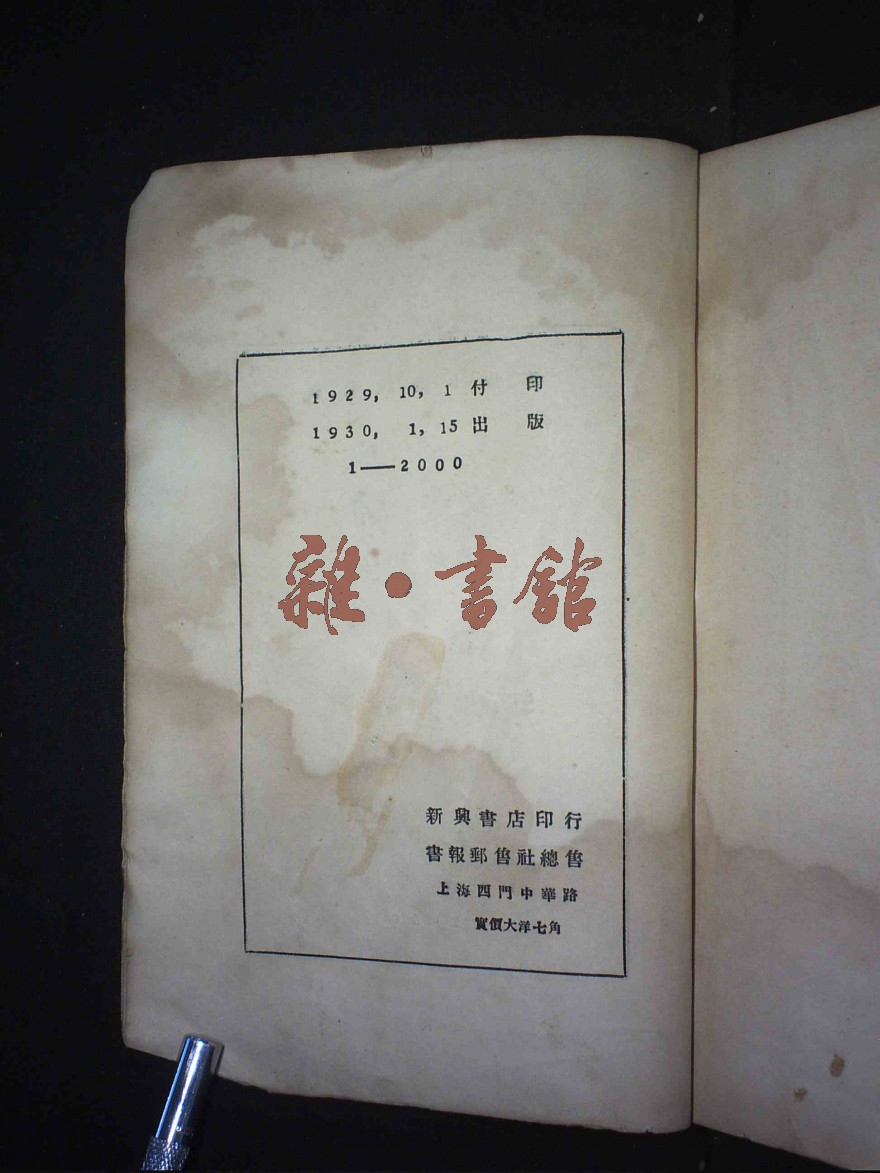 1929, 10, 1 付 印
1930, 1, 15 出 版
1——2000
雜·書館
新興書店印行
書報郵售社總售
上海西門中華路
實價大洋七角